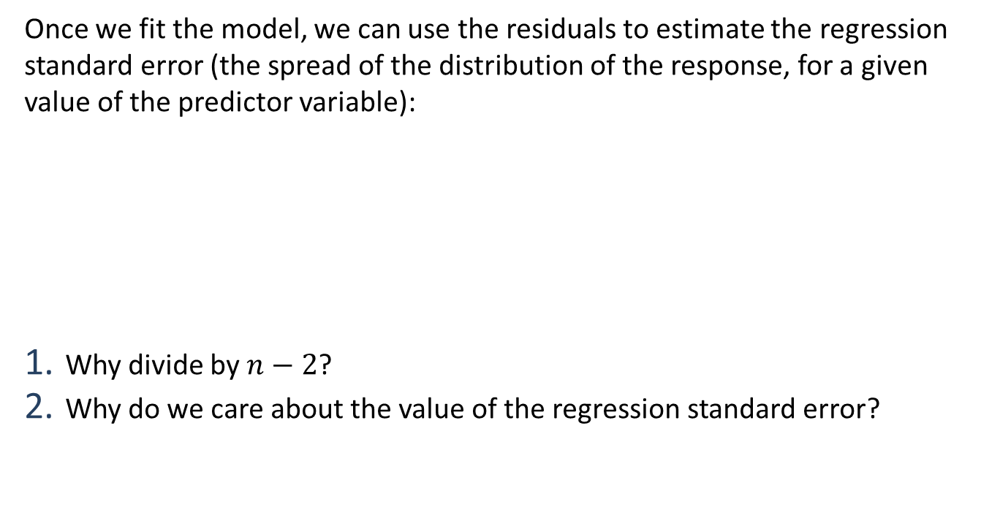 Once we fit the model, we can use the residuals to estimate the regression
standard error (the spread of the distribution of the response, for a given
value of the predictor variable):
1. Why divide by n − 2?
2. Why do we care about the value of the regression standard error?